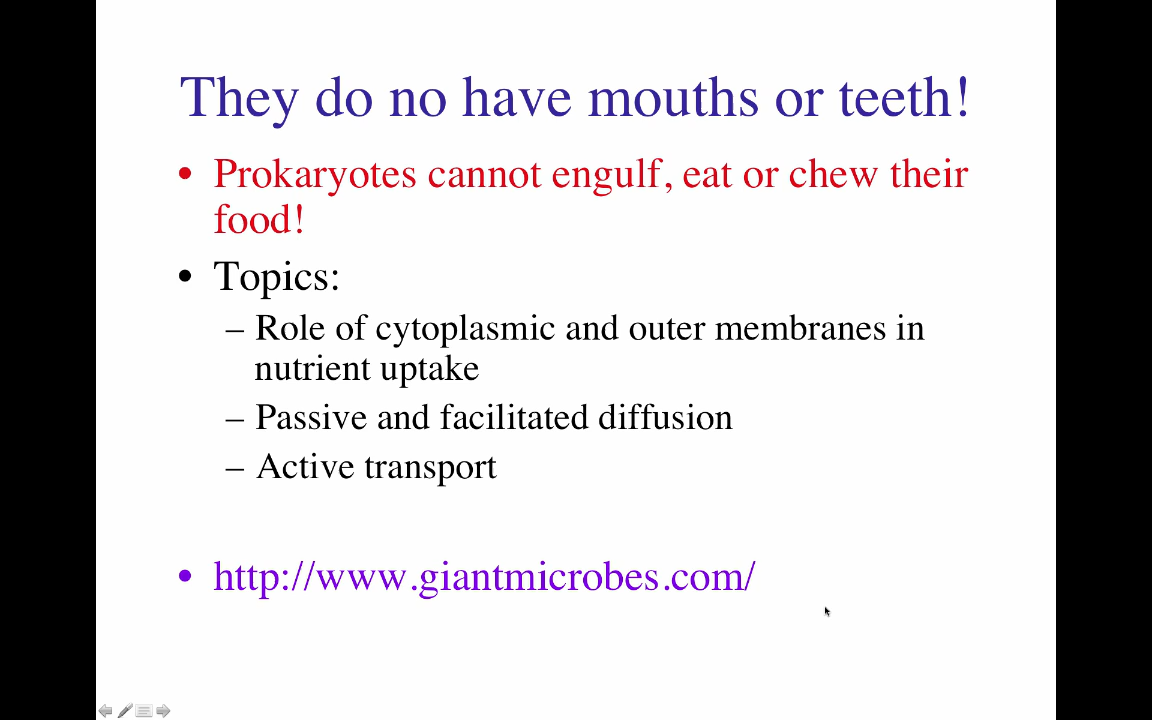 They do no have mouths or teeth!
• Prokaryotes cannot engulf, eat or chew their
food!
• Topics:
– Role of cytoplasmic and outer membranes in
nutrient uptake
– Passive and facilitated diffusion
– Active transport
• http://www.giantmicrobes.com/